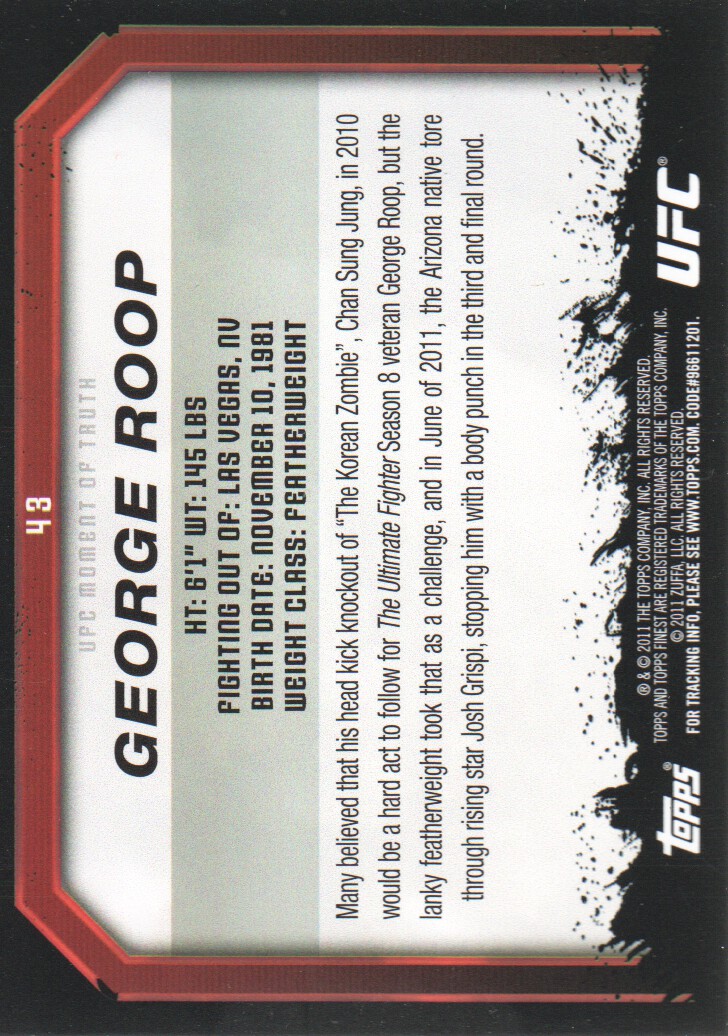 43
UFC MOMENT OF TRUTH
GEORGE ROOP
HT: 6'1" WT: 145 LBS
FIGHTING OUT OF: LAS VEGAS, NV
BIRTH DATE: NOVEMBER 10, 1981
WEIGHT CLASS: FEATHERWEIGHT
Many believed that his head kick knockout of "The Korean Zombie", Chan Sung Jung, in 2010
would be a hard act to follow for The Ultimate Fighter Season 8 veteran George Roop, but the
lanky featherweight took that as a challenge, and in June of 2011, the Arizona native tore
through rising star Josh Grispi, stopping him with a body punch in the third and final round.
® & © 2011 THE TOPPS COMPANY, INC. ALL RIGHTS RESERVED.
TOPPS AND TOPPS FINEST ARE REGISTERED TRADEMARKS OF THE TOPPS COMPANY, INC.
© 2011 ZUFFA, LLC. ALL RIGHTS RESERVED.
FOR TRACKING INFO, PLEASE SEE WWW.TOPPS.COM. CODE#96611201.
Topps®
UFC®